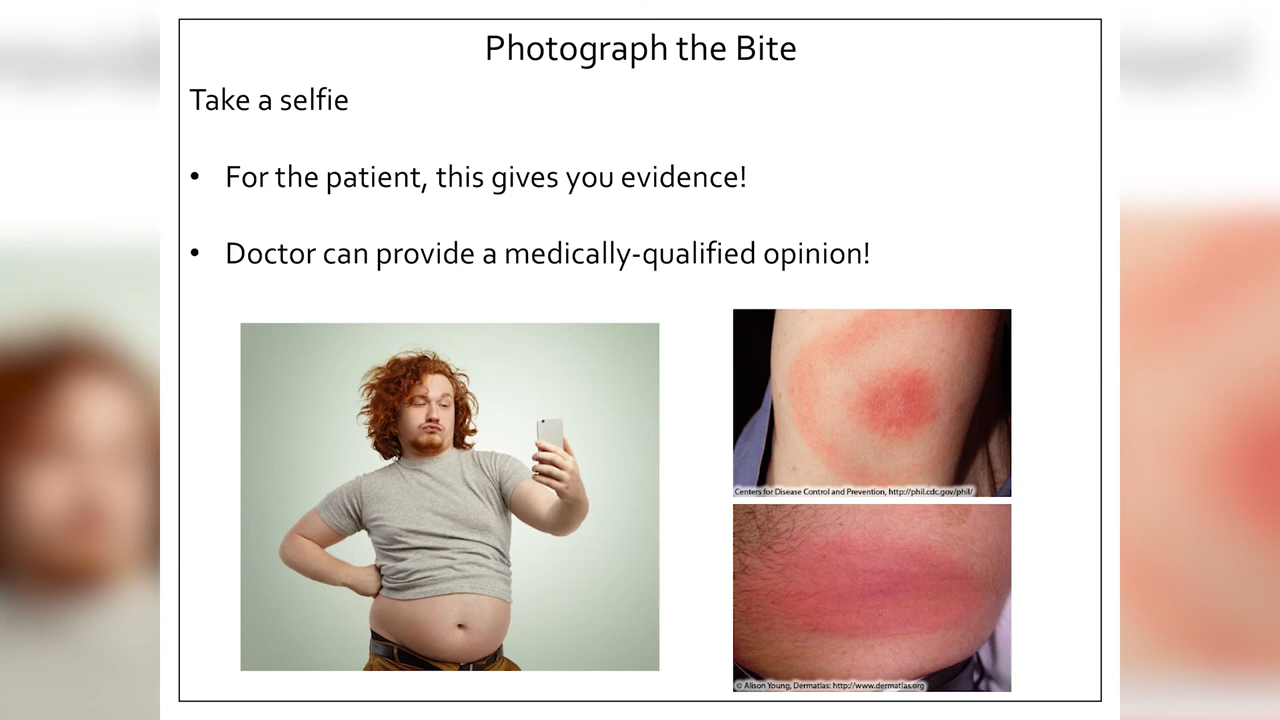 Photograph the Bite
Take a selfie
• For the patient, this gives you evidence!
• Doctor can provide a medically-qualified opinion!
Centers for Disease Control and Prevention, http://phil.cdc.gov/phil/
© Alison Young, Dermatlas: http://www.dermatlas.org